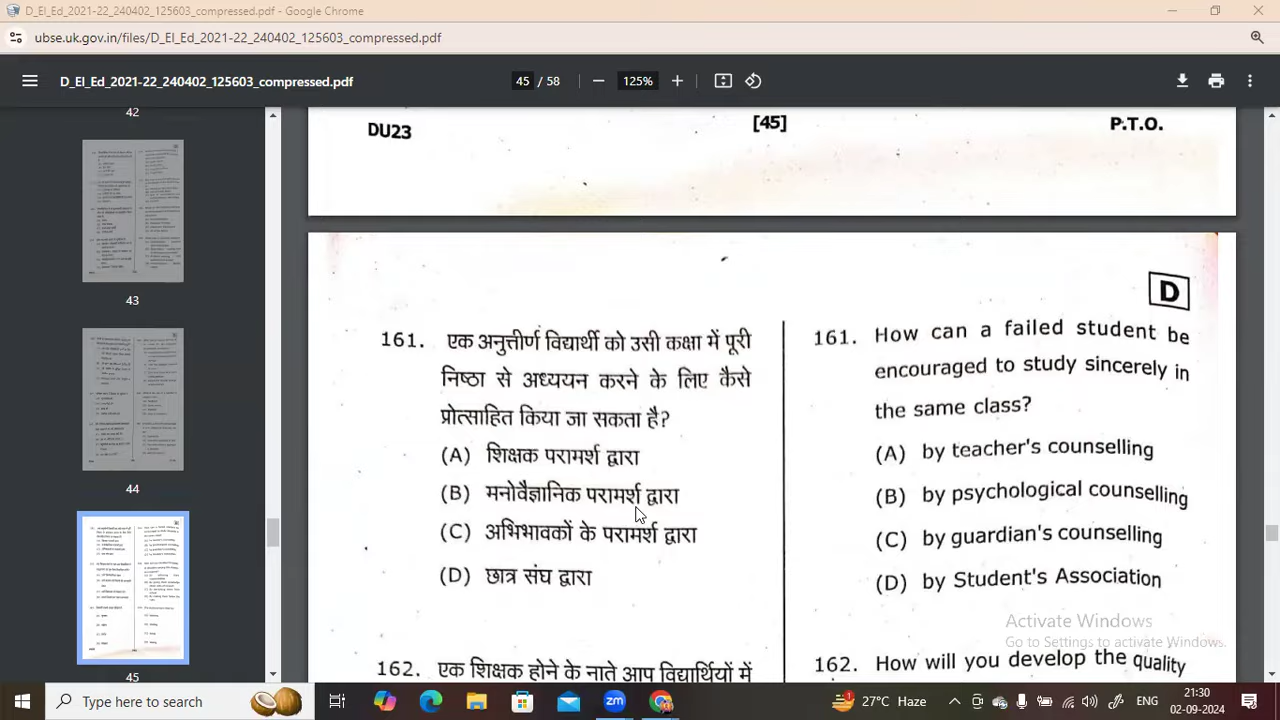 D_El_Ed_2021-22_240402_125603_compressed.pdf - Google Chrome
ubse.uk.gov.in/files/D_El_Ed_2021-22_240402_125603_compressed.pdf
D_El_Ed_2021-22_240402_125603_compressed.pdf
45 / 58
125%
42
43
44
45
DU23
[45]
P.T.O.
D
161. एक अनुत्तीर्ण विद्यार्थी को उसी कक्षा में पूरी
निष्ठा से अध्ययन करने के लिए कैसे
प्रोत्साहित किया जा सकता है?
(A) शिक्षक परामर्श द्वारा
(B) मनोवैज्ञानिक परामर्श द्वारा
(C) अभिभावकों के परामर्श द्वारा
(D) छात्र संघ द्वारा
162. एक शिक्षक होने के नाते आप विद्यार्थियों में
161. How can a failed student be
encouraged to study sincerely in
the same class?
(A) by teacher's counselling
(B) by psychological counselling
(C) by guardian's counselling
(D) by Student's Association
162. How will you develop the quality
Activate Windows
Go to Settings to activate Windows.
Type here to search
zm
1
27°C Haze
ENG
21:30
02-09-2024